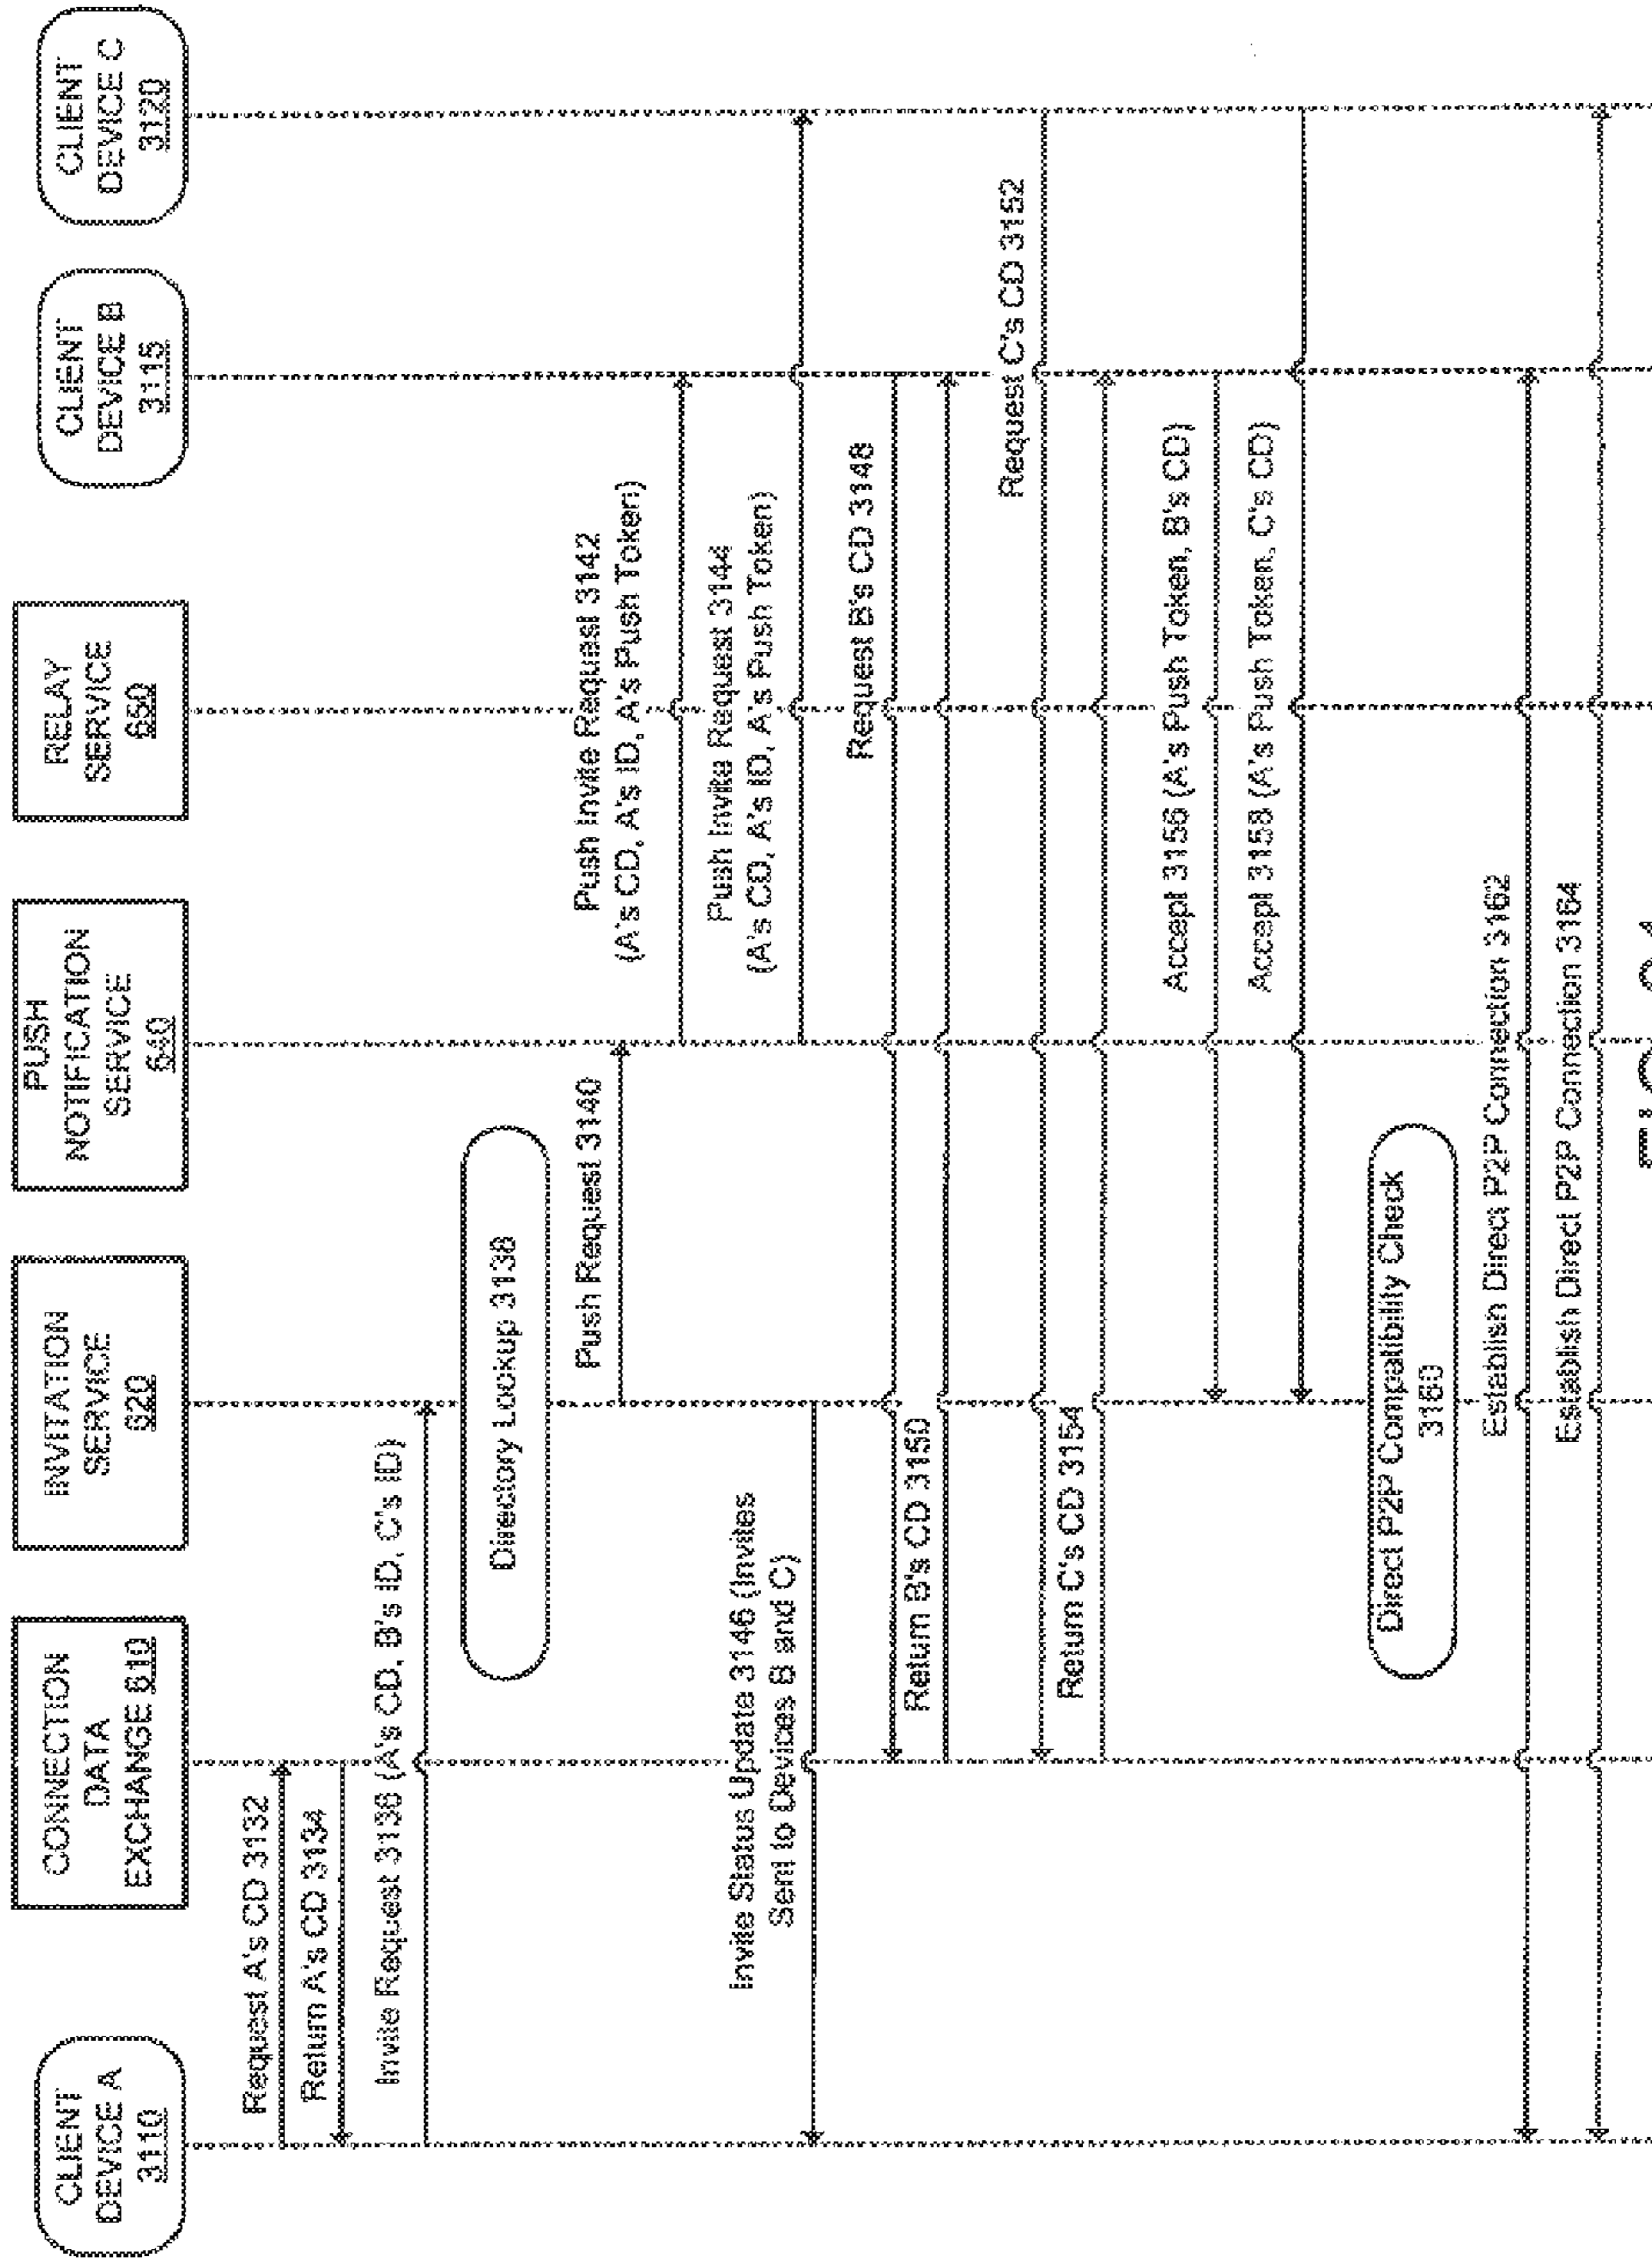 CLIENT
DEVICE A
3110
CONNECTION
DATA
EXCHANGE 610
INVITATION
SERVICE
620
PUSH
NOTIFICATION
SERVICE
640
RELAY
SERVICE
650
CLIENT
DEVICE B
3115
CLIENT
DEVICE C
3120
Request A's CD 3132
Return A's CD 3134
Invite Request 3138 (A's CD, B's ID, C's ID)
Directory Lookup 3138
Push Request 3140
Push Invite Request 3142
(A's CD, A's ID, A's Push Token)
Push Invite Request 3144
(A's CD, A's ID, A's Push Token)
Invite Status Update 3146 (Invites
Sent to Devices B and C)
Request B's CD 3148
Return B's CD 3150
Request C's CD 3152
Return C's CD 3154
Accept 3156 (A's Push Token, B's CD)
Accept 3158 (A's Push Token, C's CD)
Direct P2P Compatibility Check
3160
Establish Direct P2P Connection 3162
Establish Direct P2P Connection 3164